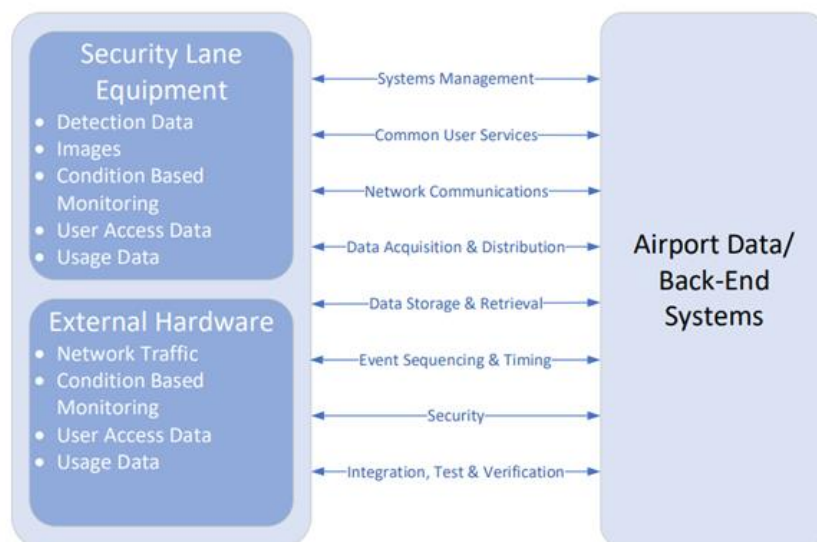 Security Lane
Equipment
• Detection Data
• Images
• Condition Based
Monitoring
• User Access Data
• Usage Data
External Hardware
• Network Traffic
• Condition Based
Monitoring
• User Access Data
• Usage Data
Systems Management
Common User Services
Network Communications
Data Acquisition & Distribution
Data Storage & Retrieval
Event Sequencing & Timing
Security
Integration, Test & Verification
Airport Data/
Back-End
Systems